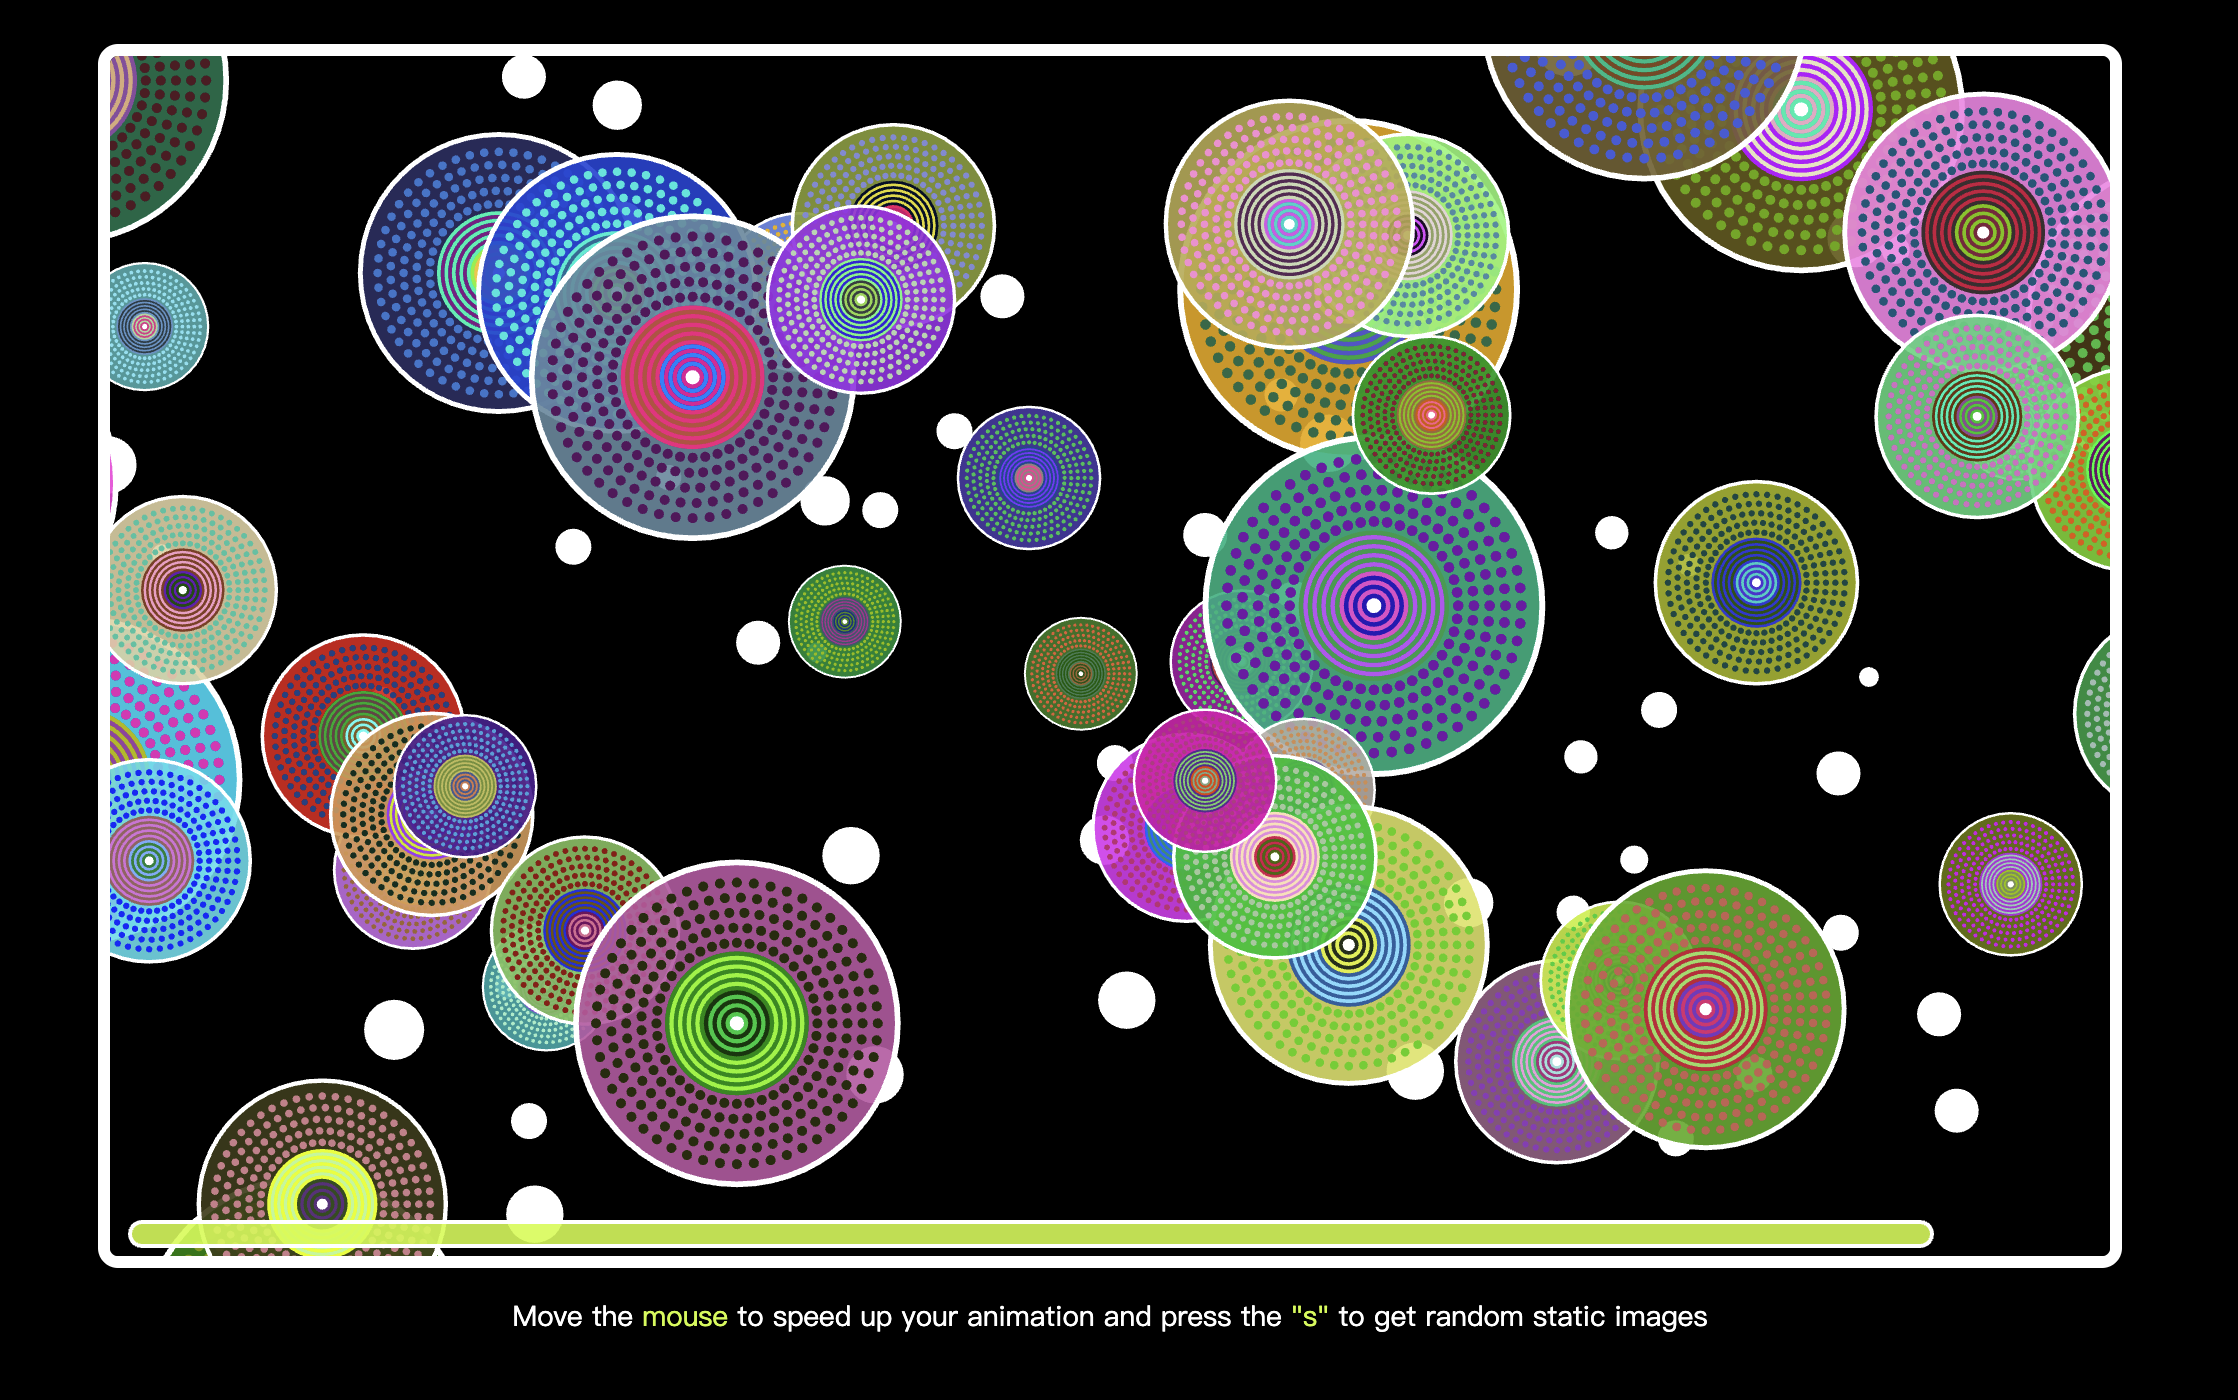 Move the mouse to speed up your animation and press the "s" to get random static images